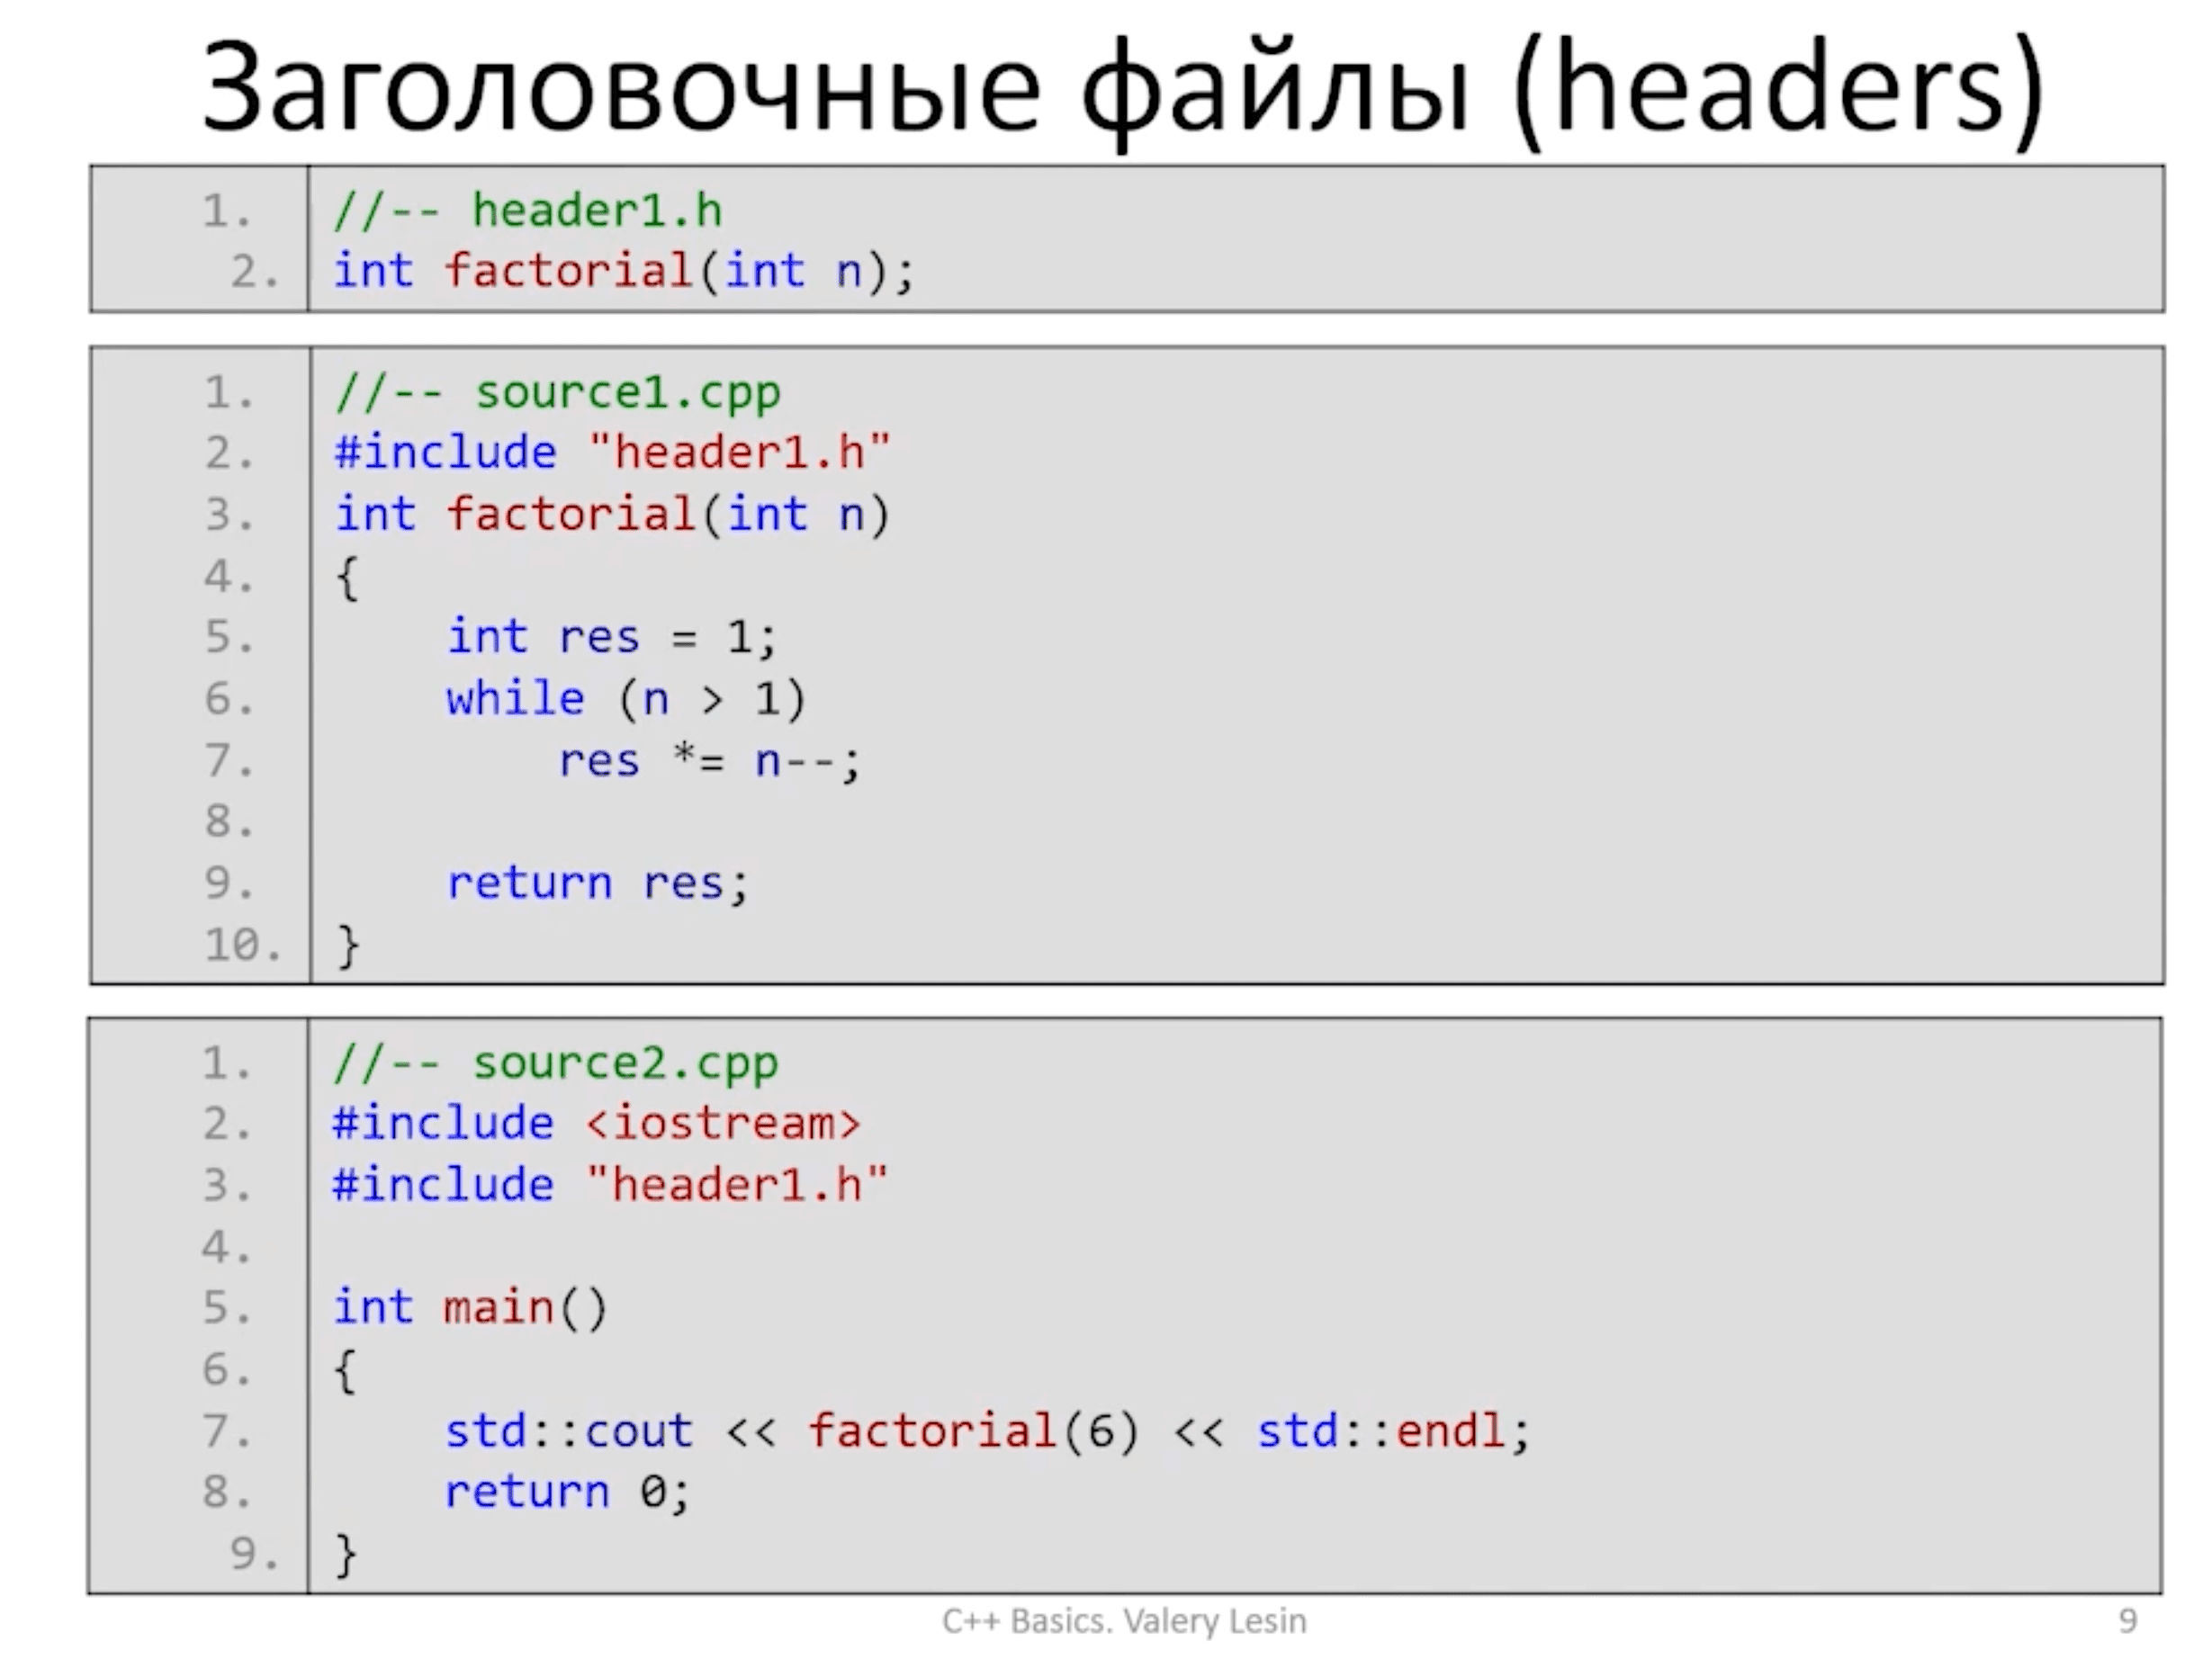 Заголовочные файлы (headers)
1. //-- header1.h
2. int factorial(int n);
1. //-- source1.cpp
2. #include "header1.h"
3. int factorial(int n)
4. {
5.     int res = 1;
6.     while (n > 1)
7.         res *= n--;
8.
9.     return res;
10. }
1. //-- source2.cpp
2. #include <iostream>
3. #include "header1.h"
4.
5. int main()
6. {
7.     std::cout << factorial(6) << std::endl;
8.     return 0;
9. }
C++ Basics. Valery Lesin
9